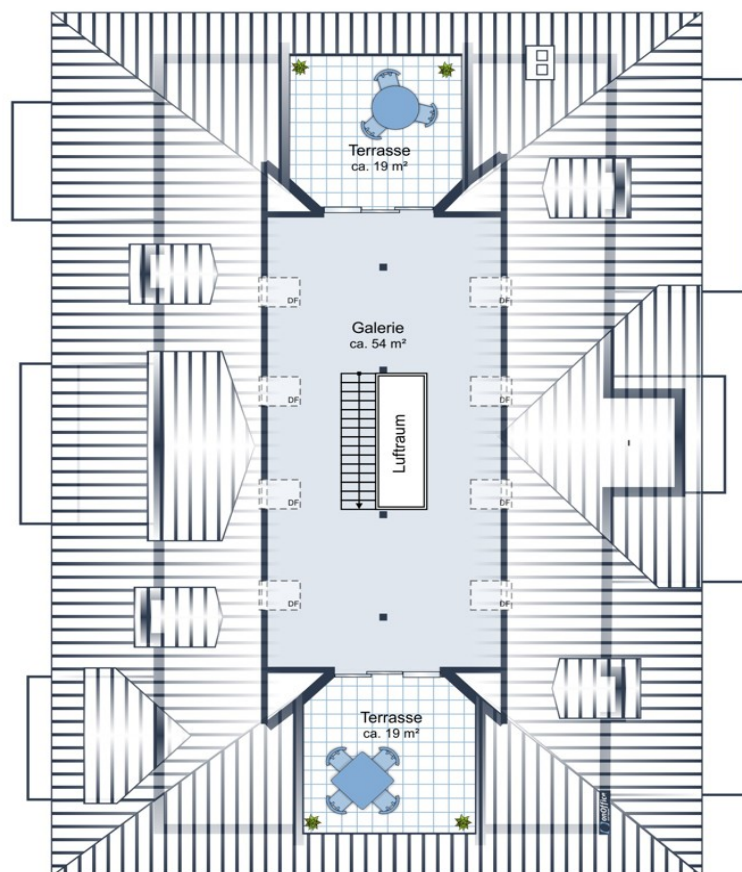 Terrasse
ca. 19 m²
DF
DF
Galerie
ca. 54 m²
DF
DF
Luftraum
DF
DF
DF
DF
Terrasse
ca. 19 m²
onOffice